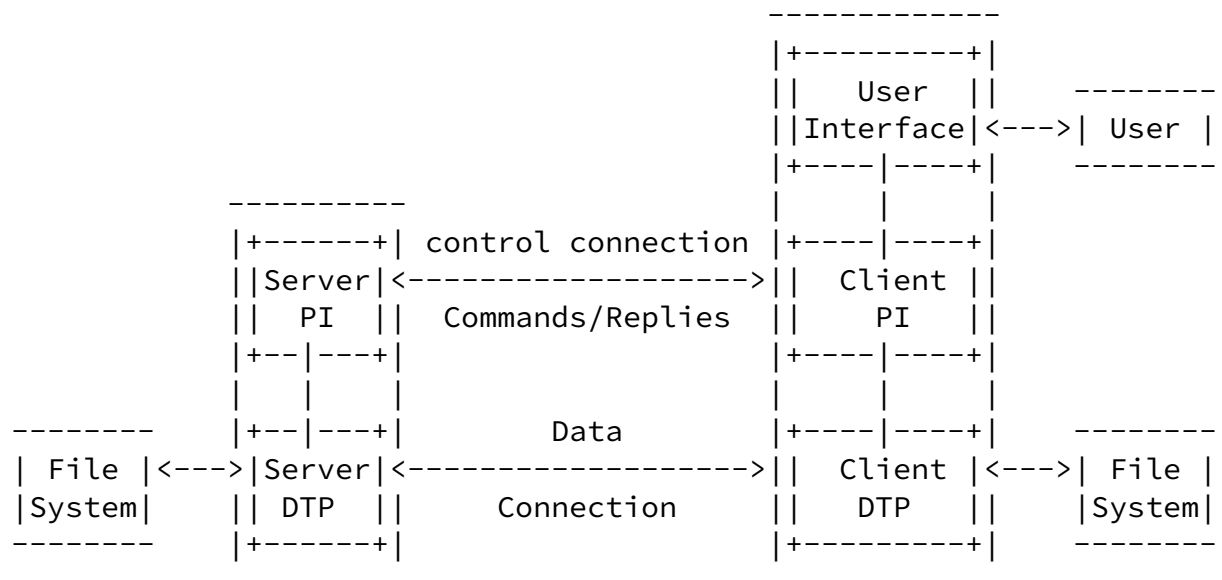 -------------
                                          |+---------+|
                                          ||   User  ||    --------
                                          ||Interface|<--->| User |
                                          |+----|----+|    --------
            ----------                    |     |     |
            |+------+| control connection |+----|----+|
            ||Server|<------------------->||  Client ||
            ||  PI  ||  Commands/Replies  ||    PI   ||
            |+--|---+|                    |+----|----+|
            |   |    |                    |     |     |
--------    |+--|---+|        Data        |+----|----+|    --------
| File |<--->|Server|<------------------->||  Client |<--->| File |
|System|    || DTP  ||     Connection     ||   DTP   ||    |System|
--------    |+------+|                    |+---------+|    --------